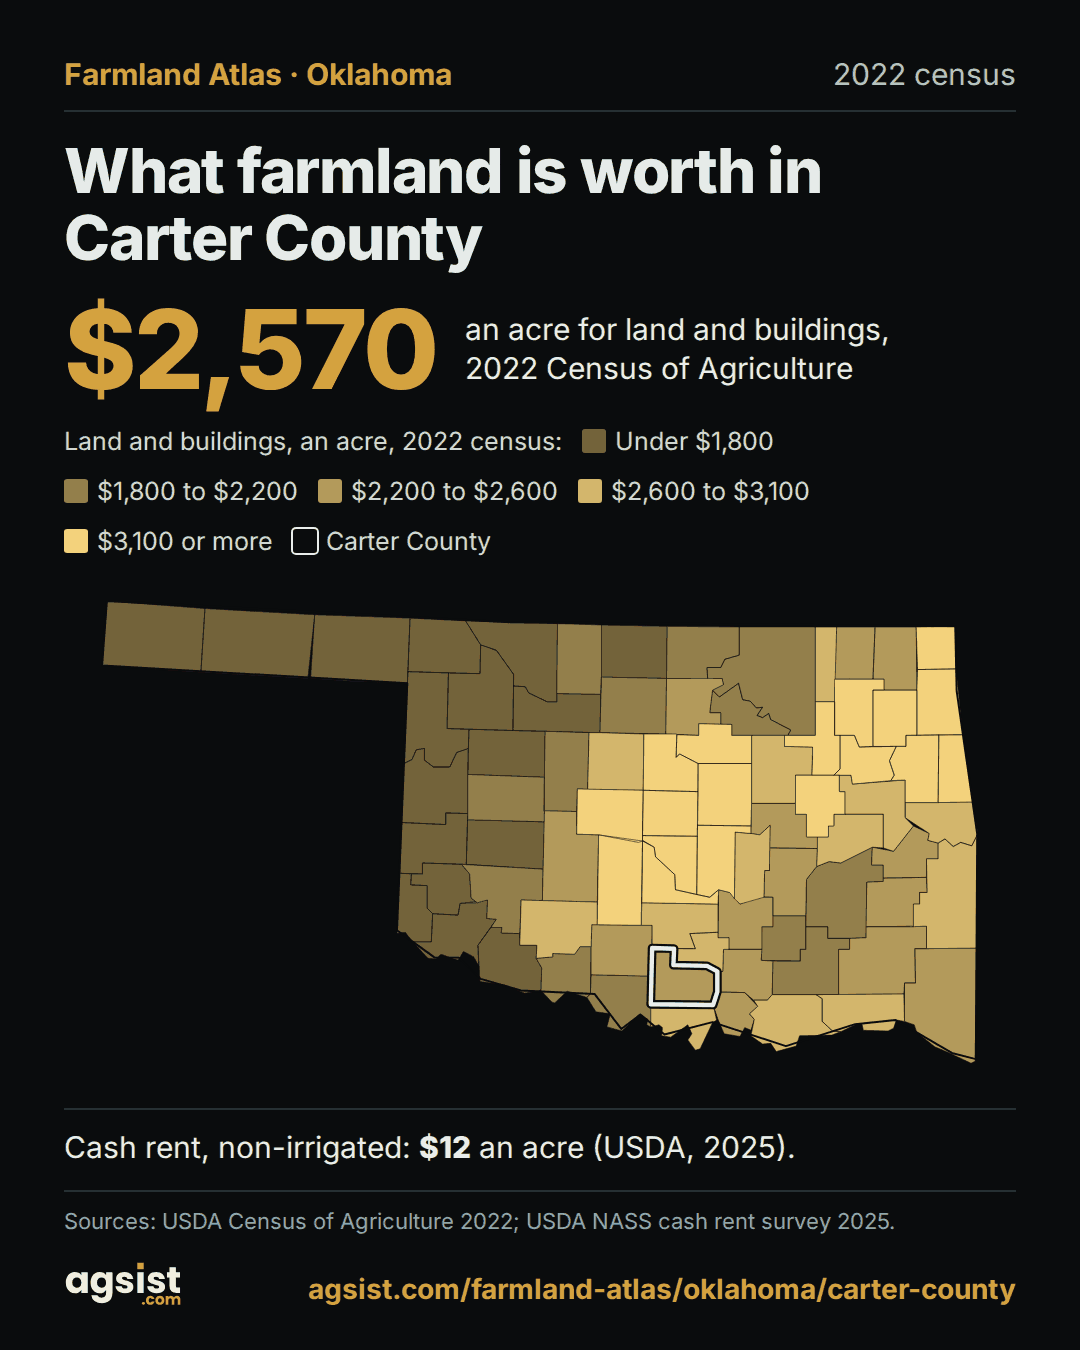 Farmland Atlas · Oklahoma
2022 census
What farmland is worth in
Carter County
$2,570
an acre for land and buildings,
2022 Census of Agriculture
Land and buildings, an acre, 2022 census: Under $1,800
$1,800 to $2,200 $2,200 to $2,600 $2,600 to $3,100
$3,100 or more Carter County
Cash rent, non-irrigated: $12 an acre (USDA, 2025).
Sources: USDA Census of Agriculture 2022; USDA NASS cash rent survey 2025.
agsist
.com
agsist.com/farmland-atlas/oklahoma/carter-county